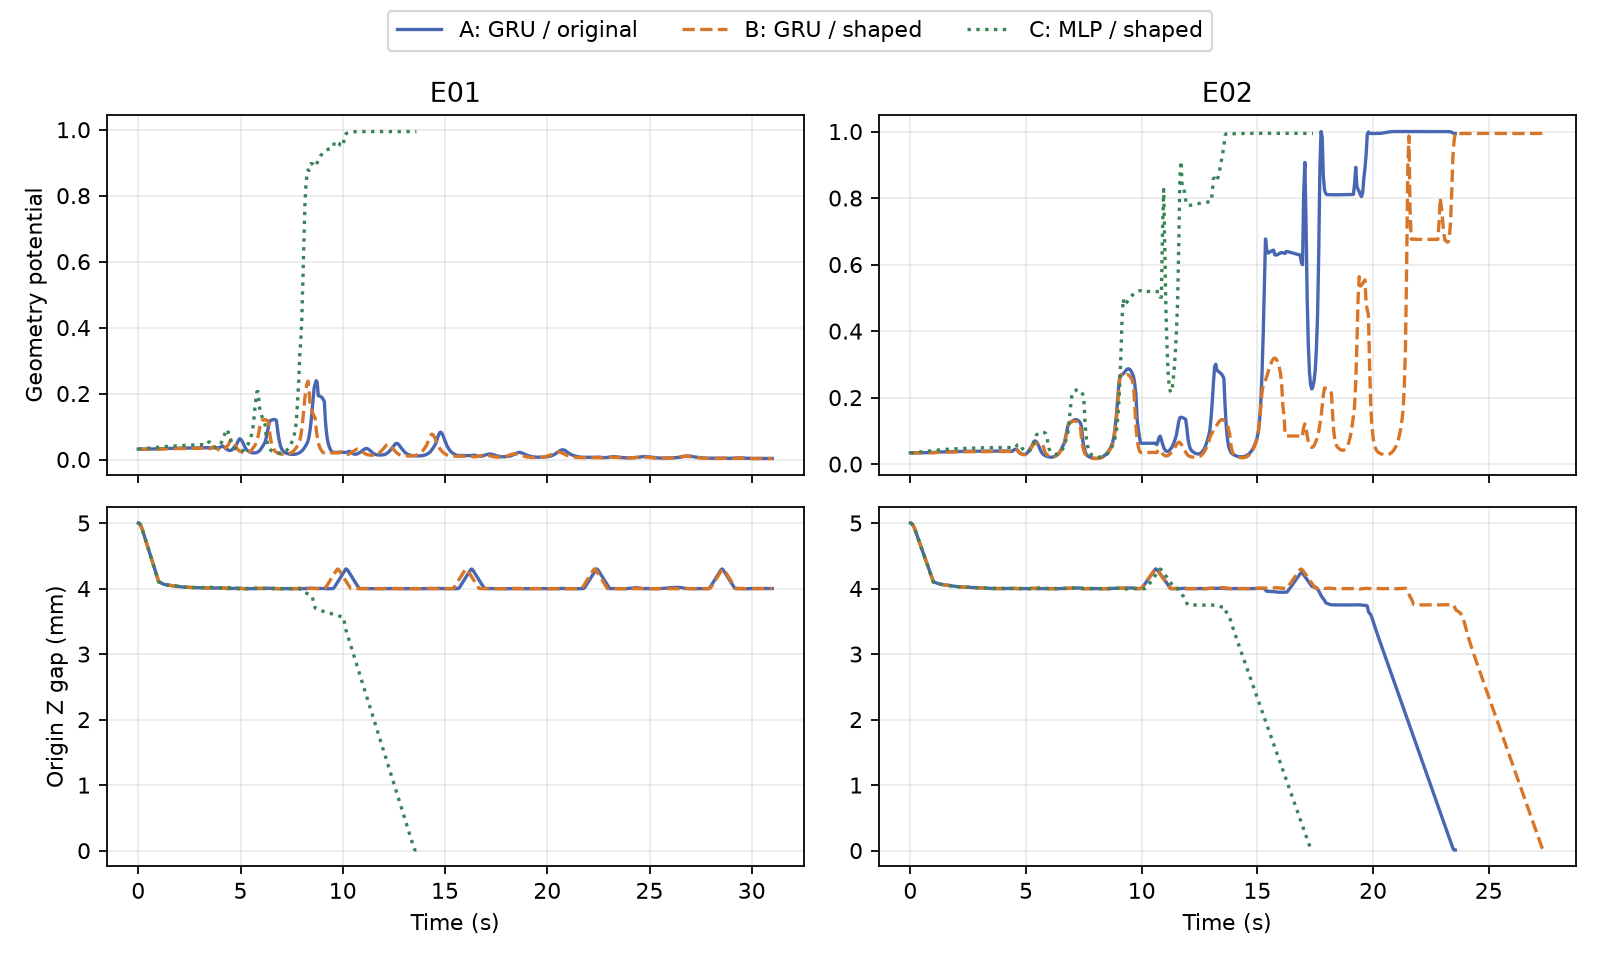 A: GRU / original
B: GRU / shaped
C: MLP / shaped
E01
E02
Geometry potential
1.0
0.8
0.6
0.4
0.2
0.0
1.0
0.8
0.6
0.4
0.2
0.0
Origin Z gap (mm)
5
4
3
2
1
0
5
4
3
2
1
0
0 5 10 15 20 25 30
0 5 10 15 20 25
Time (s)
Time (s)